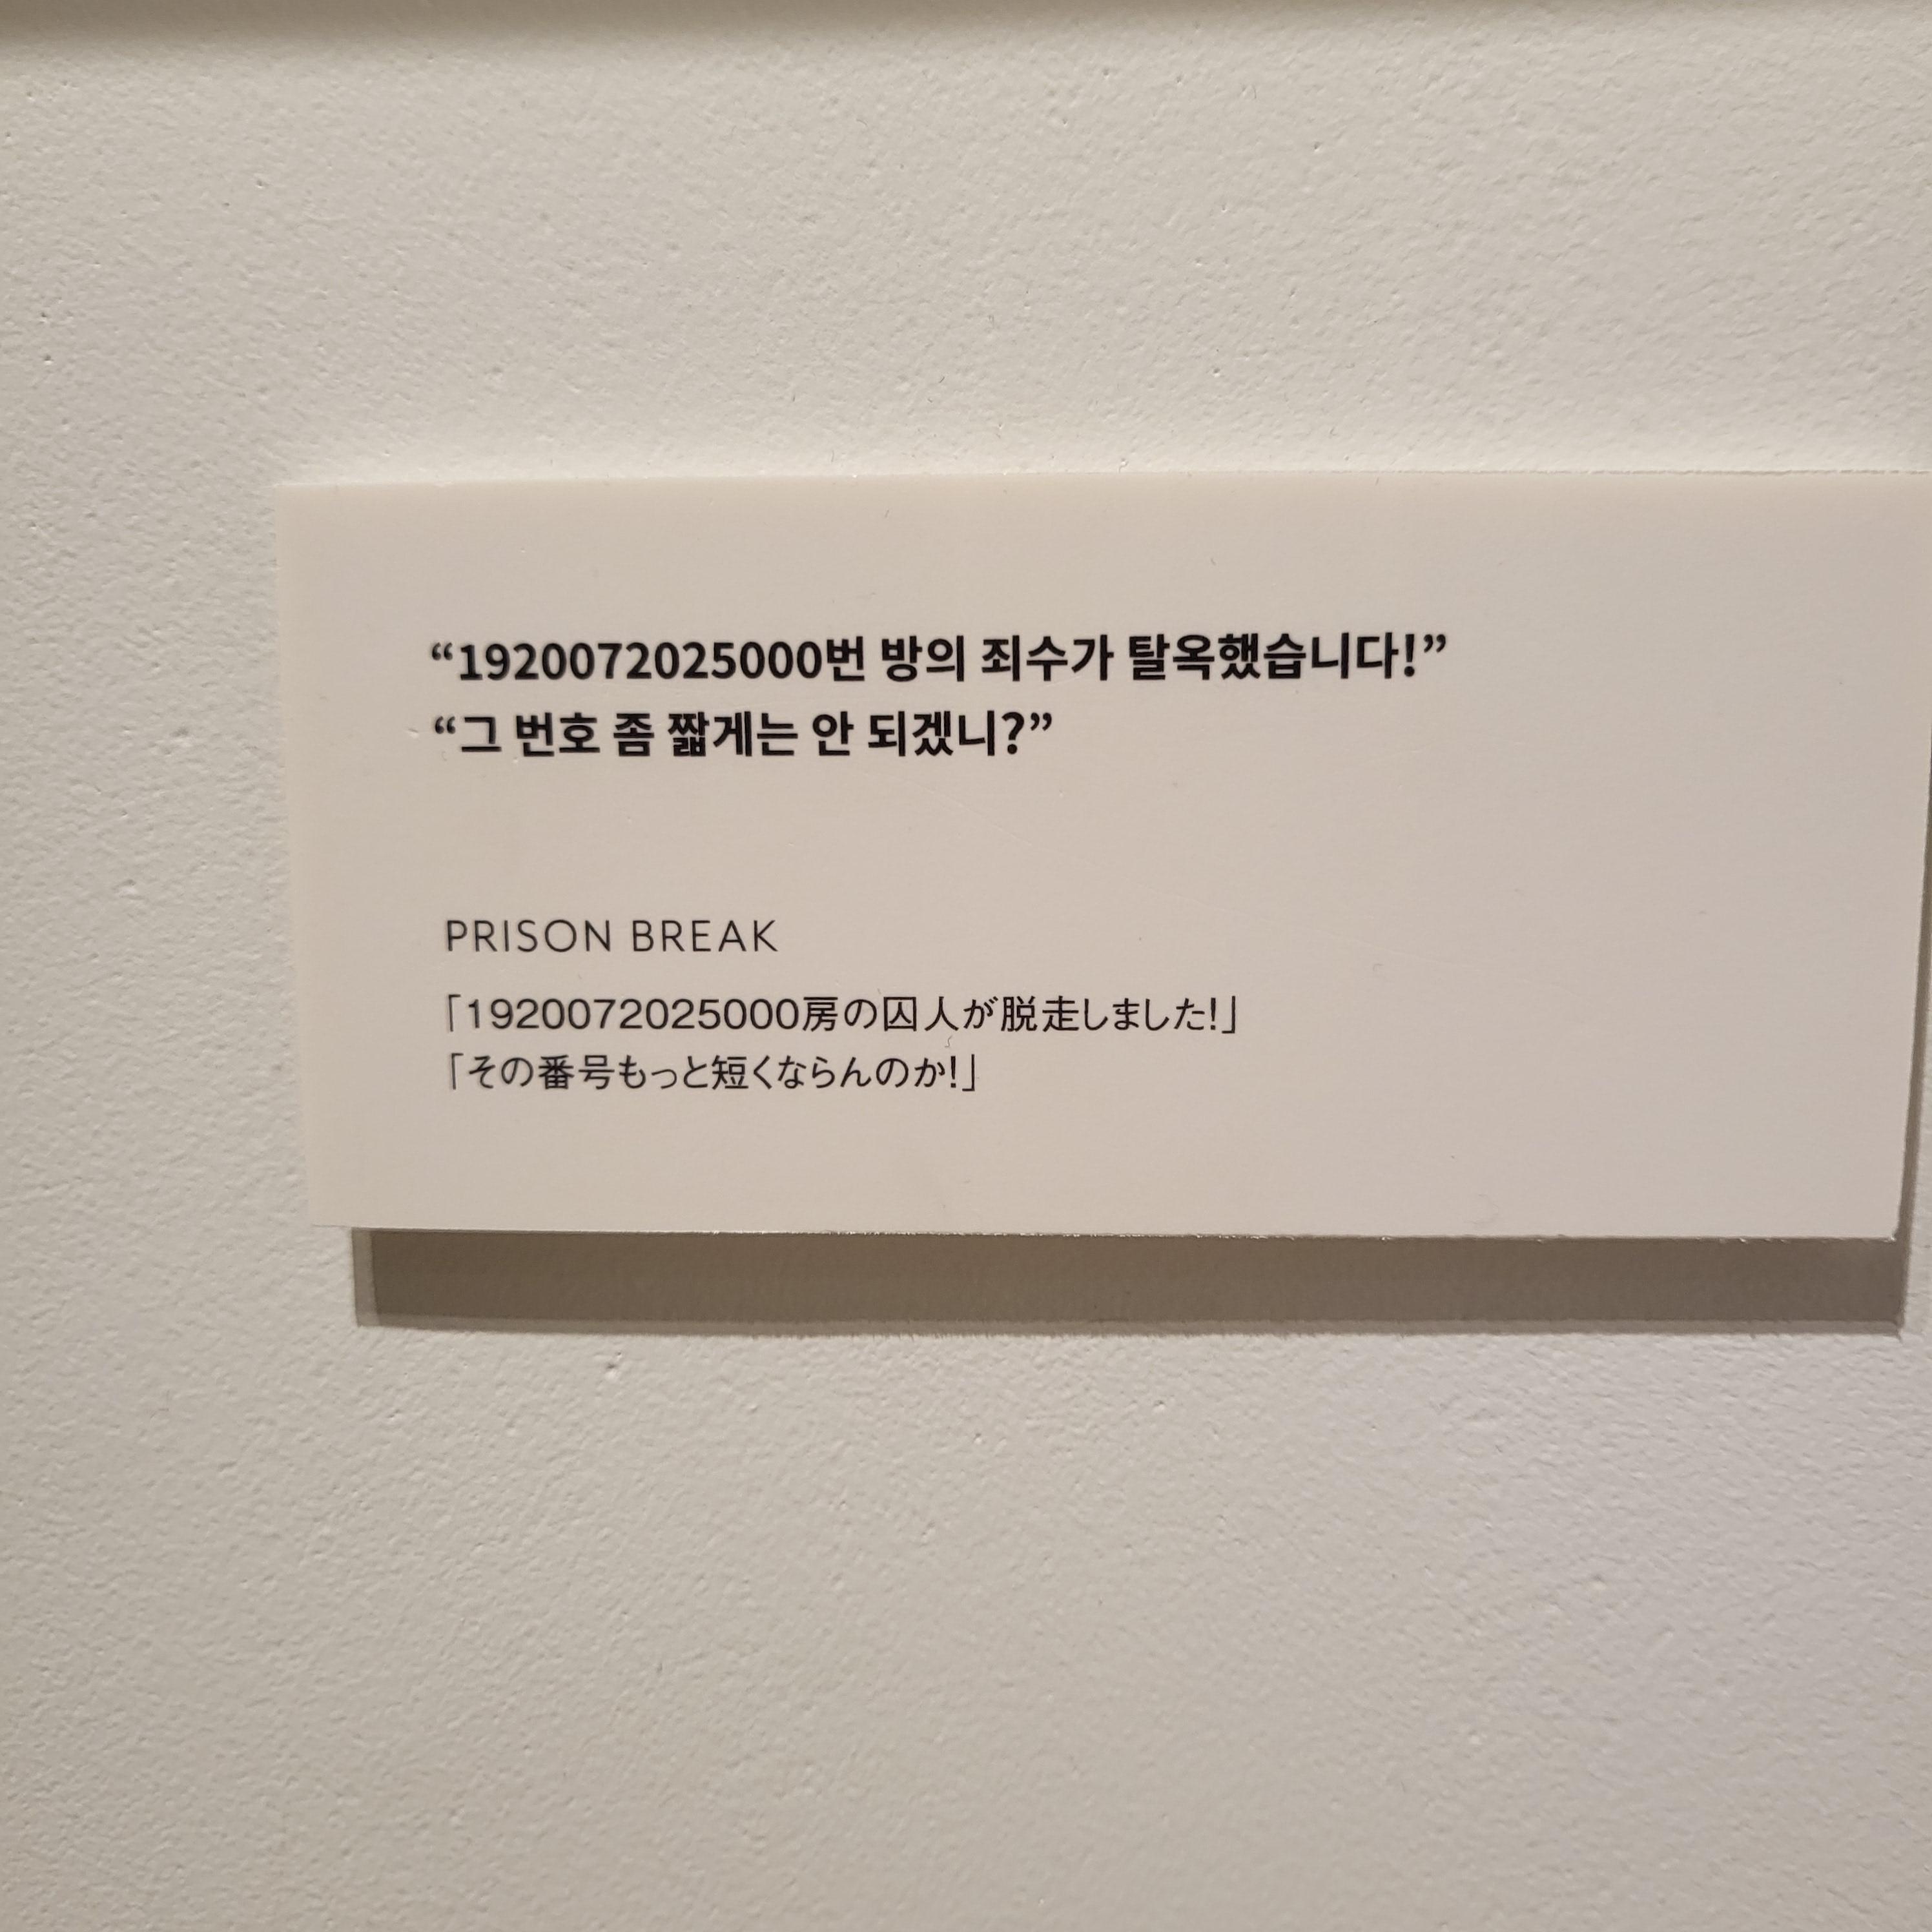 “1920072025000번 방의 죄수가 탈옥했습니다!”
“그 번호 좀 짧게는 안 되겠니?”
PRISON BREAK
「1920072025000房の囚人が脱走しました!」
「その番号もっと短くならんのか!」